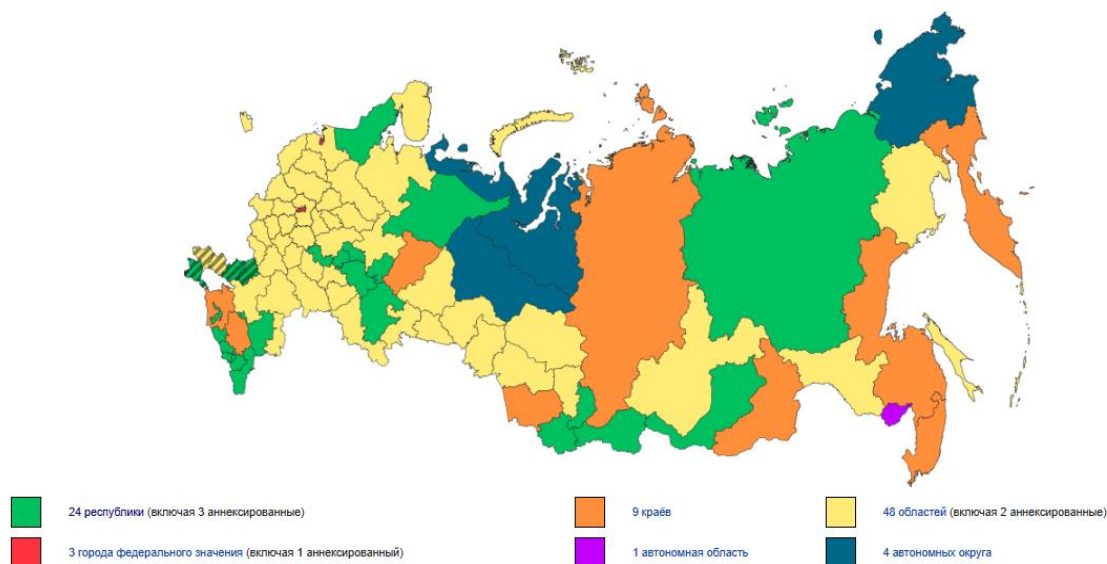 24 республики (включая 3 аннексированные)
9 краёв
48 областей (включая 2 аннексированные)
3 города федерального значения (включая 1 аннексированный)
1 автономная область
4 автономных округа